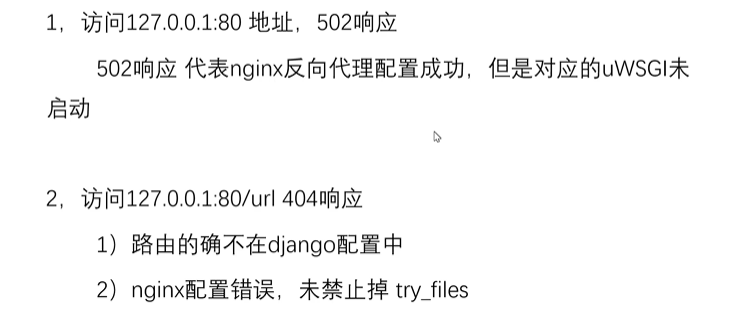 1，访问127.0.0.1:80 地址，502响应
502响应 代表nginx反向代理配置成功，但是对应的uWSGI未
启动
2，访问127.0.0.1:80/url 404响应
1）路由的确不在django配置中
2）nginx配置错误，未禁止掉 try_files